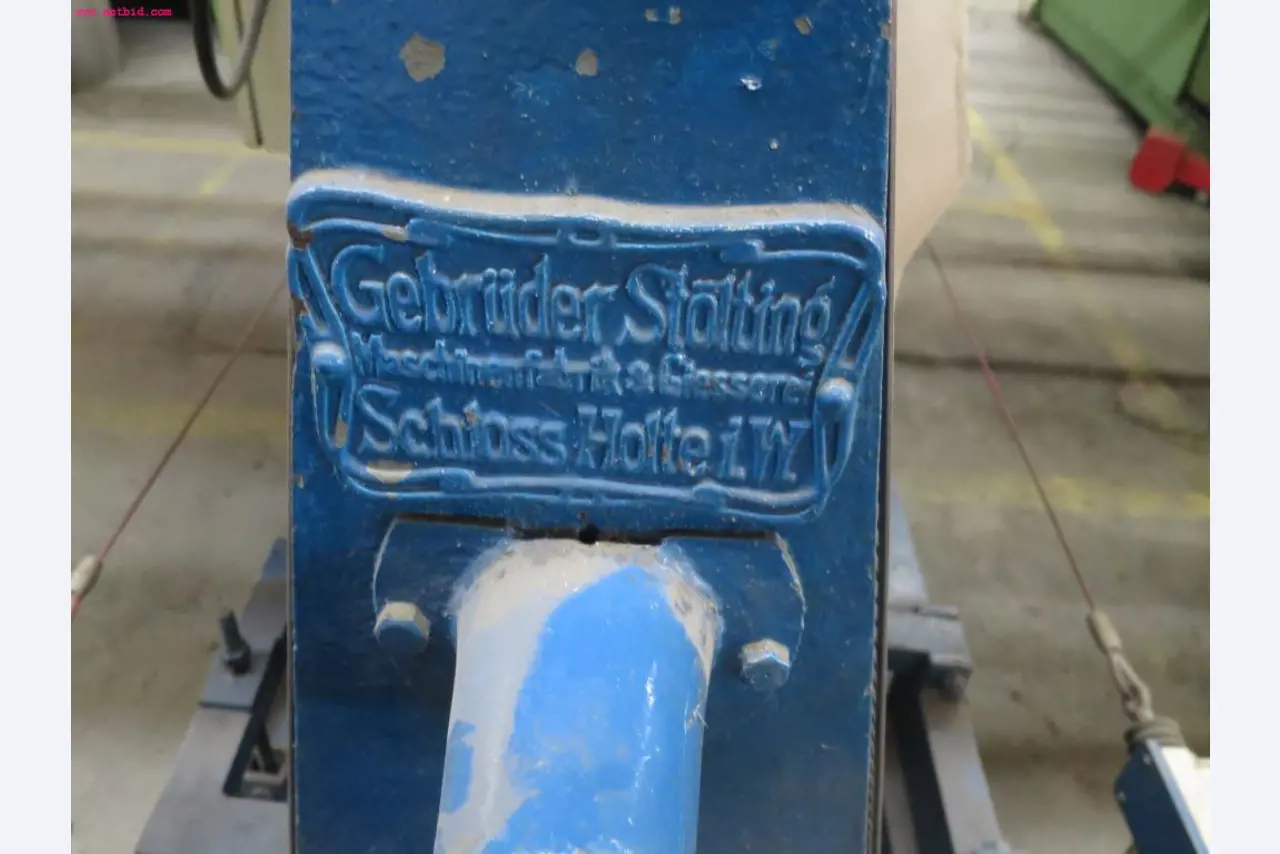 www.netbid.com
Gebrüder Stölting
Maschinenfabrik & Giesserei
Schloss Holte i W